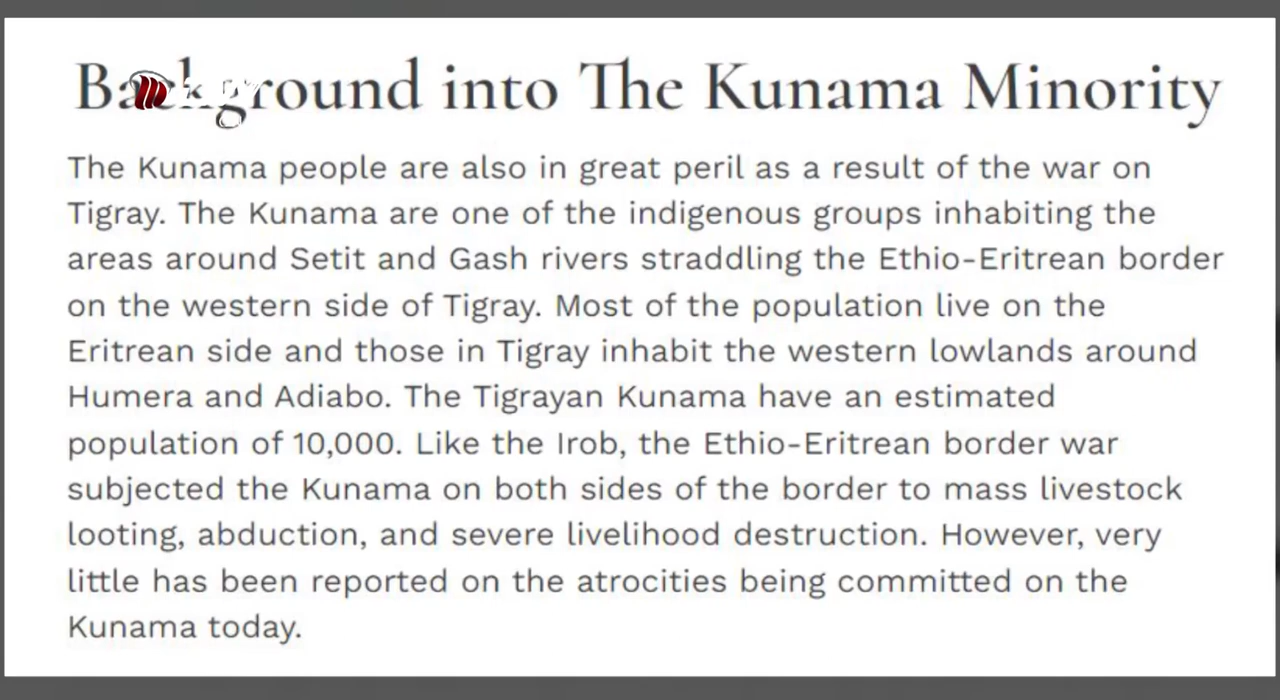 Background into The Kunama Minority
The Kunama people are also in great peril as a result of the war on
Tigray. The Kunama are one of the indigenous groups inhabiting the
areas around Setit and Gash rivers straddling the Ethio-Eritrean border
on the western side of Tigray. Most of the population live on the
Eritrean side and those in Tigray inhabit the western lowlands around
Humera and Adiabo. The Tigrayan Kunama have an estimated
population of 10,000. Like the Irob, the Ethio-Eritrean border war
subjected the Kunama on both sides of the border to mass livestock
looting, abduction, and severe livelihood destruction. However, very
little has been reported on the atrocities being committed on the
Kunama today.